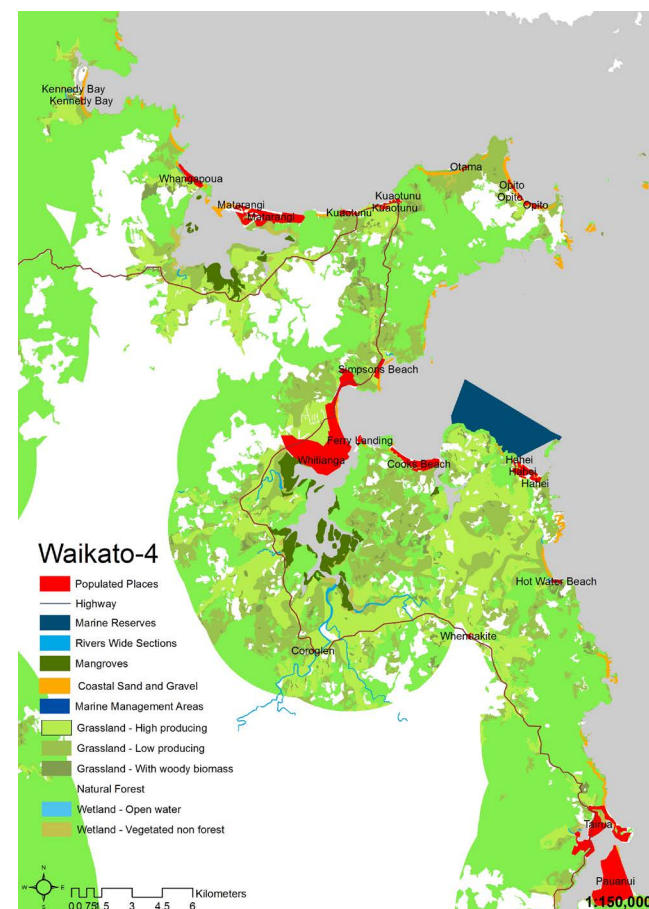 Kennedy Bay
Kennedy Bay
Whangapoua
Otama
Opito
Opito
Opito
Kuaotunu
Matarangi
Kuaotunu
Kuaotunu
Matarangi
Simpsons Beach
Ferry Landing
Whitianga
Cooks Beach
Hahei
Hahei
Hahei
Hot Water Beach
Whenuakite
Coroglen
Tairua
Pauanui
Waikato-4
Populated Places
Highway
Marine Reserves
Rivers Wide Sections
Mangroves
Coastal Sand and Gravel
Marine Management Areas
Grassland - High producing
Grassland - Low producing
Grassland - With woody biomass
Natural Forest
Wetland - Open water
Wetland - Vegetated non forest
N
W E
S
Kilometers
0 0.75 1.5 3 4.5 6
1:150,000